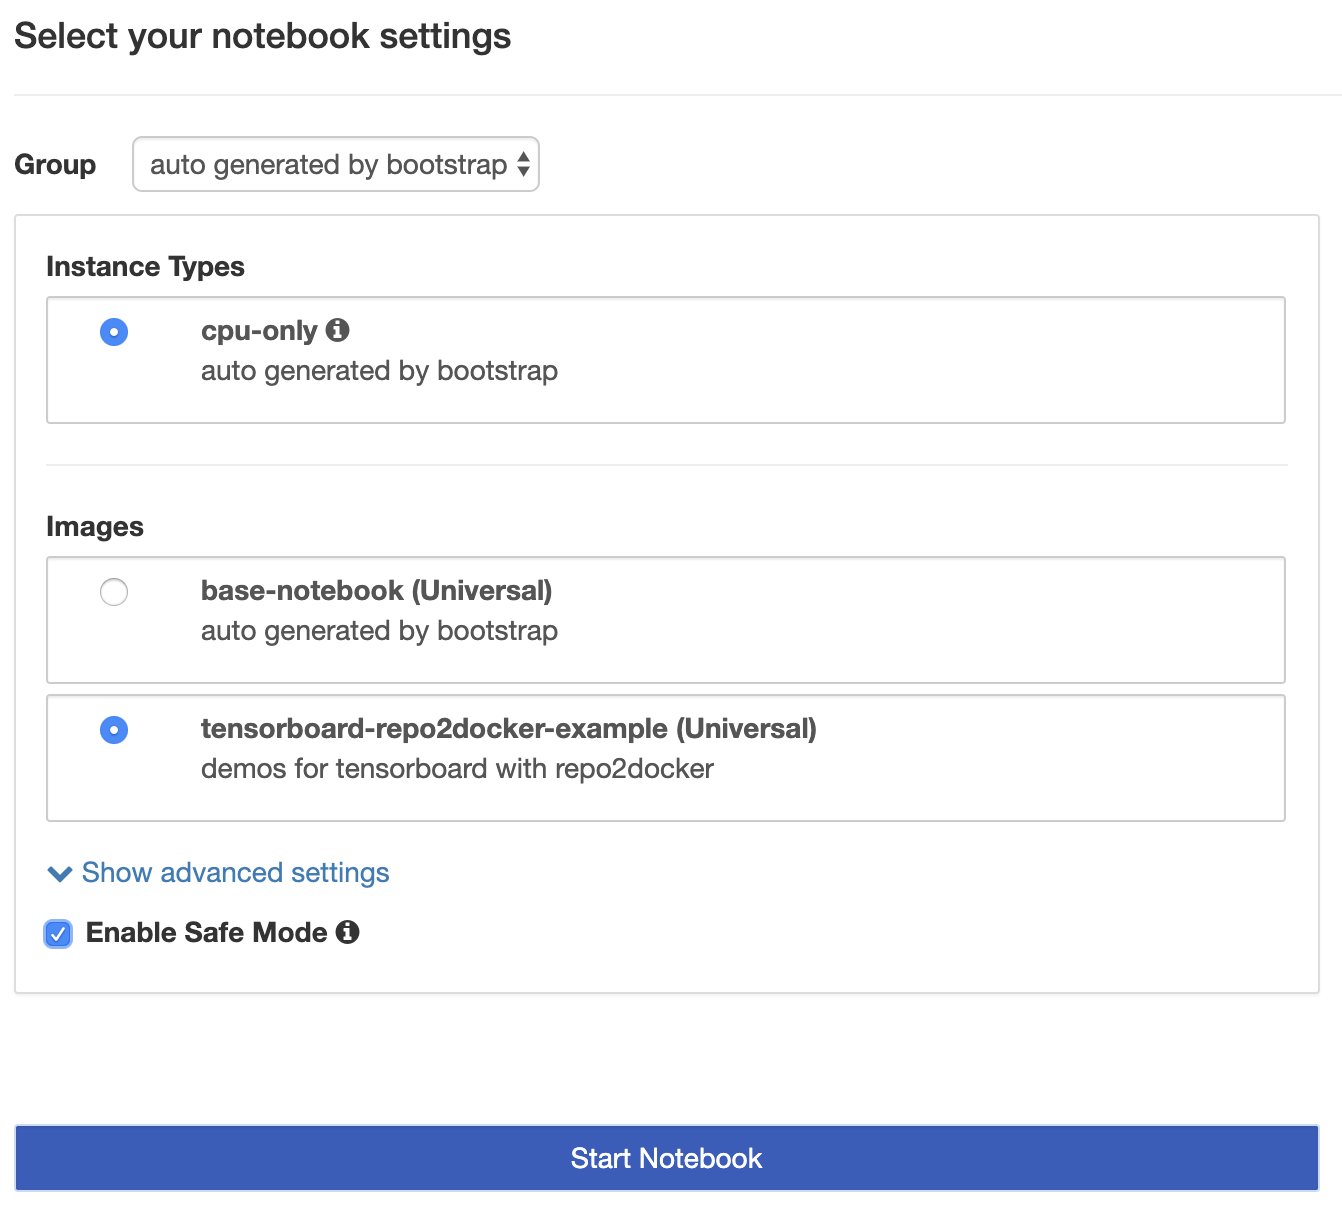 Select your notebook settings
Group auto generated by bootstrap
Instance Types
cpu-only
auto generated by bootstrap
Images
base-notebook (Universal)
auto generated by bootstrap
tensorboard-repo2docker-example (Universal)
demos for tensorboard with repo2docker
Show advanced settings
Enable Safe Mode
Start Notebook